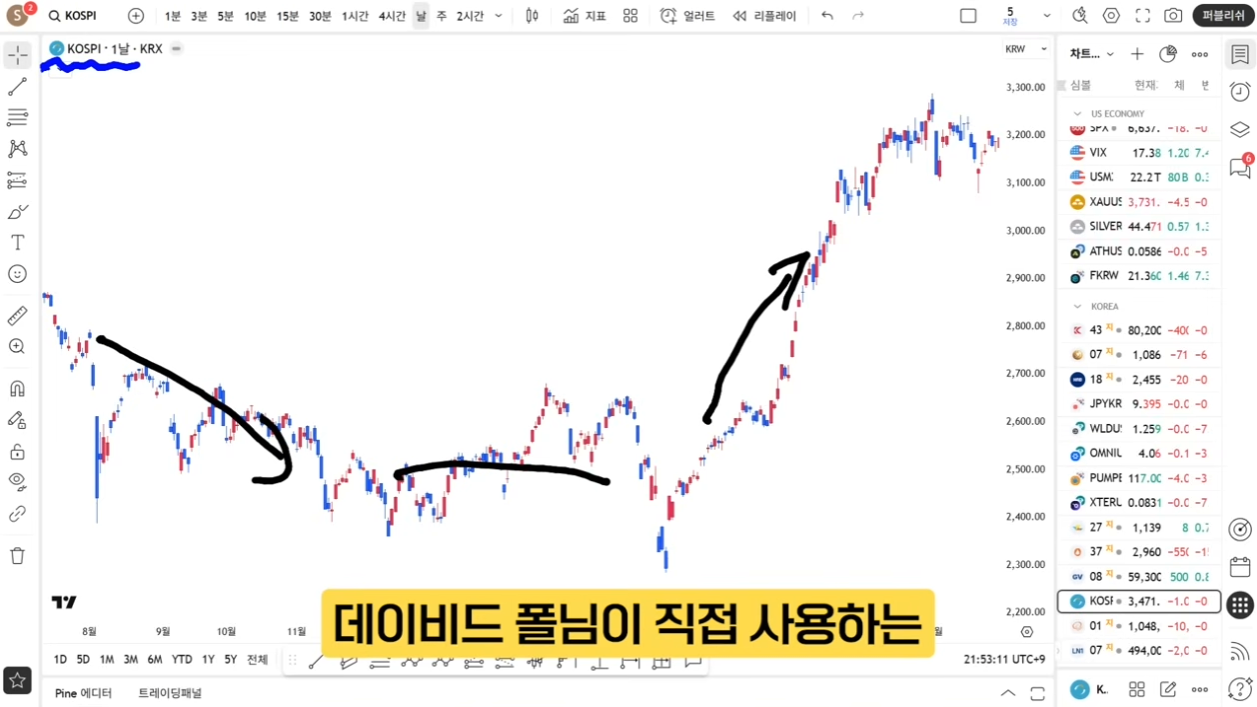 S 2 KOSPI 1분 3분 5분 10분 15분 30분 1시간 4시간 날 주 2시간 지표 얼러트 리플레이 5 저장 퍼블리쉬
KOSPI · 1날 · KRX
KRW
차트...
심볼 현재
3,300.00
3,200.00
3,100.00
3,000.00
2,900.00
2,800.00
2,700.00
2,600.00
2,500.00
2,400.00
2,300.00
2,200.00
US ECONOMY
SPX 6,637. −18. −0
VIX 17.38 1.20 7.4
USM 22.2T 80B 0.3
XAUUS 3,731. −4.5 −0
SILVER 44.471 0.57 1.3
ATHUS 0.0586 −0.0 −5
FKRW 21.360 1.46 7.3
KOREA
43 지 80,200 −400 −0
07 지 1,086 −71 −6
18 지 2,455 −20 −0
JPYKR 9.395 −0.0 −0
WLDU 1.259 −0.0 −7
OMNIU 4.06 −0.1 −3
PUMPE 117.00 −4.0 −3
XTERL 0.0831 −0.0 −7
27 지 1,139 8 0.7
37 지 2,960 −550 −1
08 지 59,300 500 0.8
KOSF 3,471. −1.0 −0
01 지 1,048, −10, −0
07 지 494,00 −2,0 −0
6
8월 9월 10월 11월
데이비드 폴님이 직접 사용하는
1D 5D 1M 3M 6M YTD 1Y 5Y 전체
21:53:11 UTC+9
Pine 에디터 트레이딩패널
K.